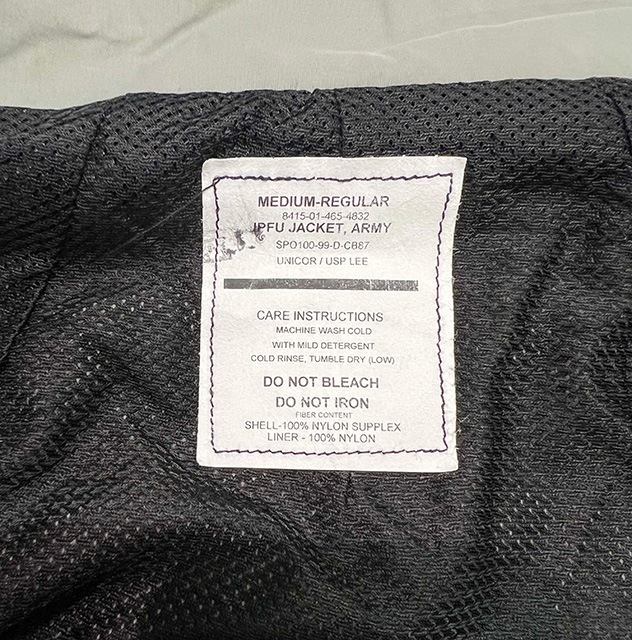 MEDIUM-REGULAR
8415-01-465-4832
IPFU JACKET, ARMY
SPO100-99-D-CB87
UNICOR / USP LEE
CARE INSTRUCTIONS
MACHINE WASH COLD
WITH MILD DETERGENT
COLD RINSE, TUMBLE DRY (LOW)
DO NOT BLEACH
DO NOT IRON
FIBER CONTENT
SHELL-100% NYLON SUPPLEX
LINER - 100% NYLON